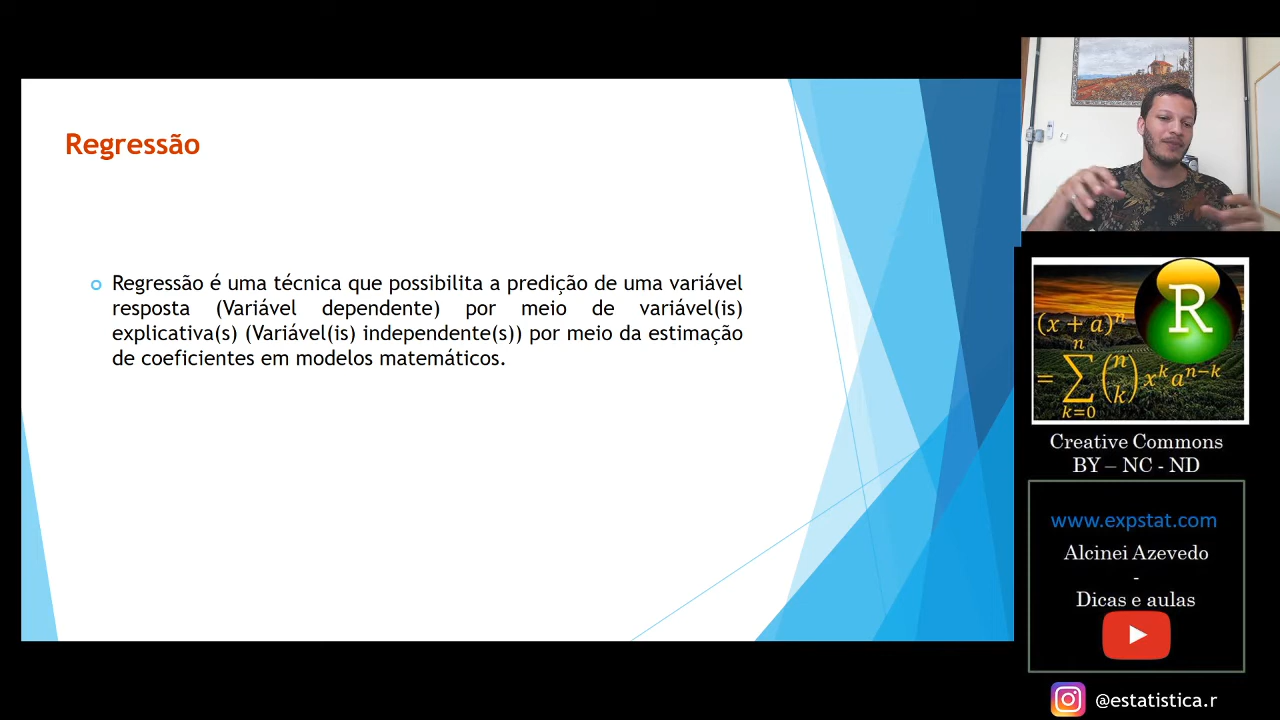 Regressão
Regressão é uma técnica que possibilita a predição de uma variável
resposta (Variável dependente) por meio de variável(is)
explicativa(s) (Variável(is) independente(s)) por meio da estimação
de coeficientes em modelos matemáticos.
R
(x + a)^n
= ∑_{k=0}^{n} (n k) x^k a^{n−k}
Creative Commons
BY – NC - ND
www.expstat.com
Alcinei Azevedo
-
Dicas e aulas
@estatistica.r